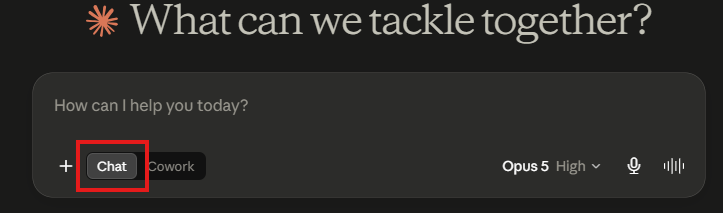 What can we tackle together?
How can I help you today?
+ Chat Cowork Opus 5 High